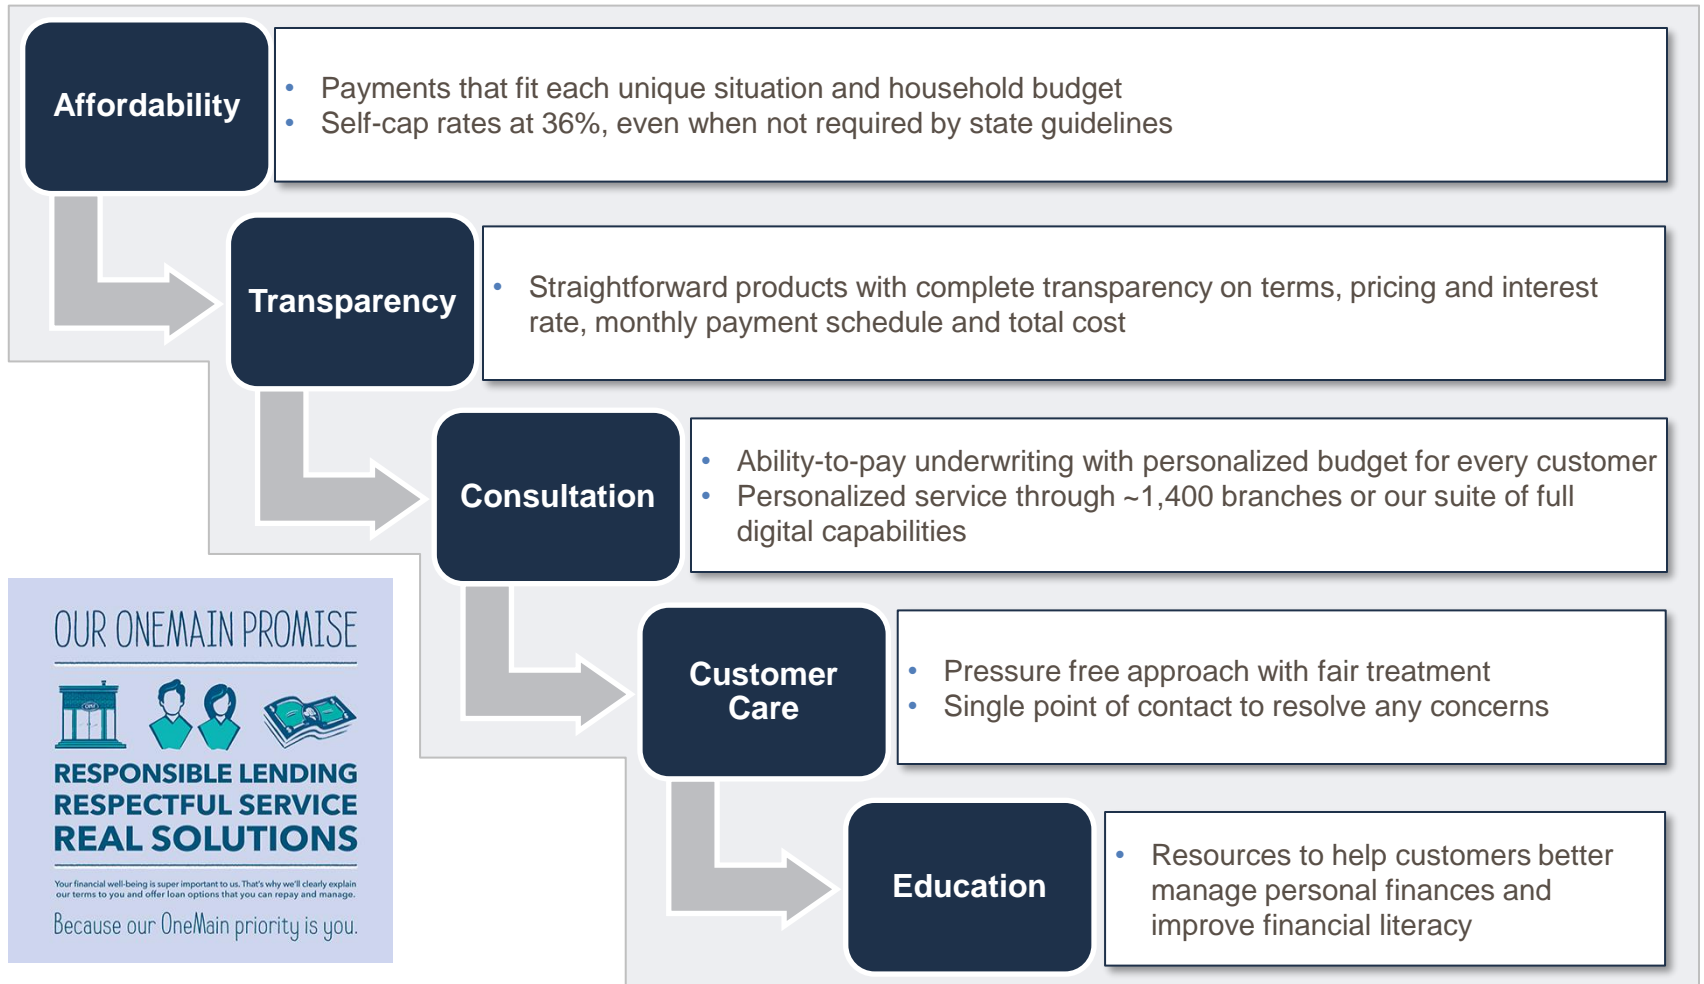 Affordability
• Payments that fit each unique situation and household budget
• Self-cap rates at 36%, even when not required by state guidelines
Transparency
• Straightforward products with complete transparency on terms, pricing and interest
rate, monthly payment schedule and total cost
Consultation
• Ability-to-pay underwriting with personalized budget for every customer
• Personalized service through ~1,400 branches or our suite of full
digital capabilities
Customer
Care
• Pressure free approach with fair treatment
• Single point of contact to resolve any concerns
Education
• Resources to help customers better
manage personal finances and
improve financial literacy
OUR ONEMAIN PROMISE
RESPONSIBLE LENDING
RESPECTFUL SERVICE
REAL SOLUTIONS
Your financial well-being is super important to us. That's why we'll clearly explain
our terms to you and offer loan options that you can repay and manage.
Because our OneMain priority is you.